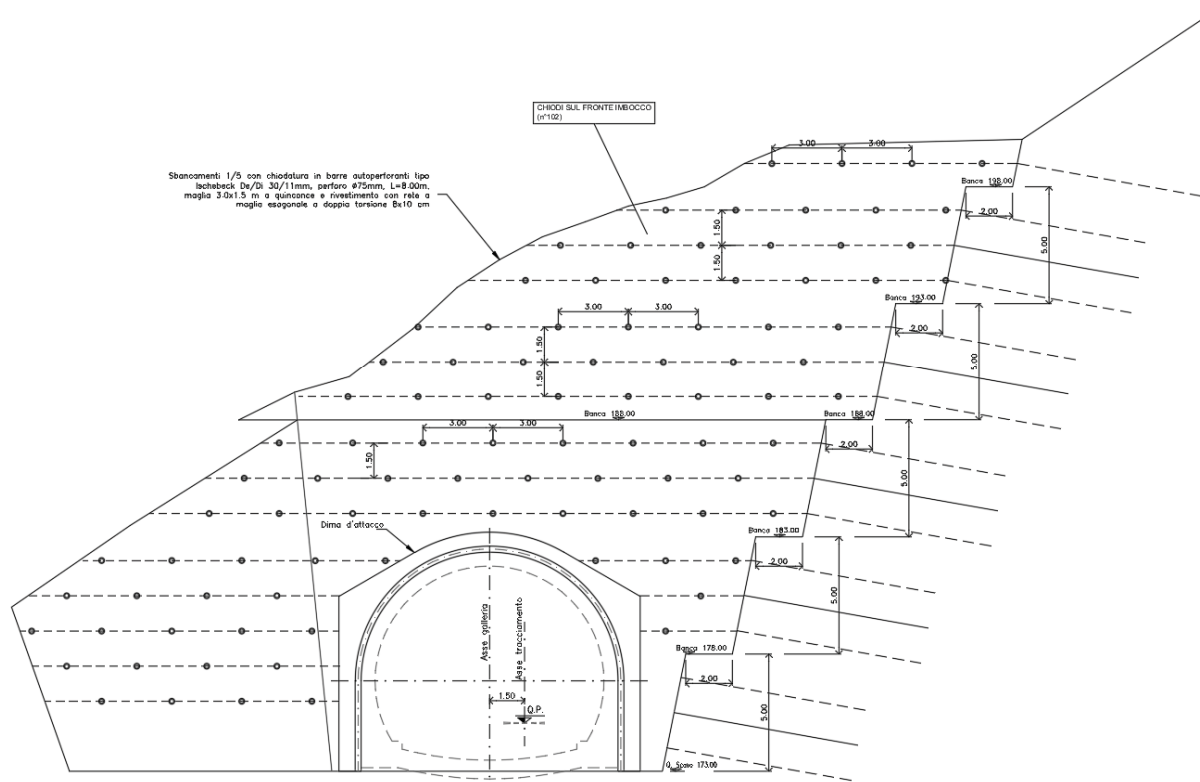 CHIODI SUL FRONTE IMBOCCO
(n°102)
3.00 3.00
Sbancamenti 1/5 con chiodatura in barre autoperforanti tipo
Ischebeck De/Di 30/11mm, perforo ø75mm, L=8.00m,
maglia 3.0x1.5 m a quinconce e rivestimento con rete a
maglia esagonale a doppia torsione 8x10 cm
Banca 198.00
2.00
1.50
1.50
5.00
Banca 193.00
3.00 3.00
2.00
1.50
1.50
5.00
Banca 188.00
Banca 188.00
3.00 3.00
2.00
1.50
5.00
Dima d'attacco
Banca 183.00
2.00
5.00
Asse galleria
Asse tracciamento
Banca 178.00
2.00
1.50
Q.P.
5.00
Q. Scavo 173.00